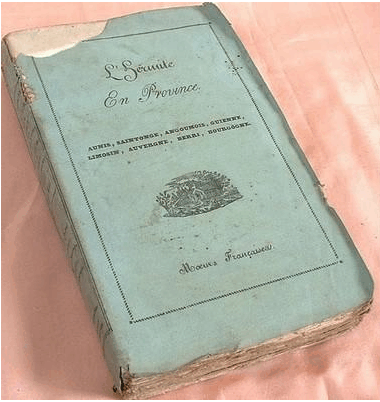 L'Hermite
En Province.
AUNIS, SAINTONGE, ANGOUMOIS, GUIENNE,
LIMOSIN, AUVERGNE, BERRI, BOURGOGNE.
Mœurs Françaises.